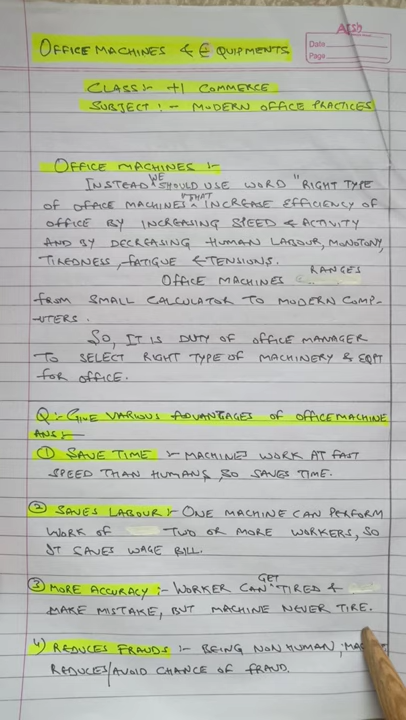 Arsh
Date
Page
OFFICE MACHINES & EQUIPMENTS
CLASS:- +1 COMMERCE
SUBJECT:- MODERN OFFICE PRACTICES
OFFICE MACHINES :-
INSTEAD WE SHOULD USE WORD "RIGHT TYPE
OF OFFICE MACHINES" THAT INCREASE EFFICIENCY OF
OFFICE BY INCREASING SPEED & ACTIVITY
AND BY DECREASING HUMAN LABOUR, MONOTONY,
TIREDNESS, FATIGUE & TENSIONS.
OFFICE MACHINES RANGES
FROM SMALL CALCULATOR TO MODERN COMP-
UTERS.
SO, IT IS DUTY OF OFFICE MANAGER
TO SELECT RIGHT TYPE OF MACHINERY & EQPT
FOR OFFICE.
Q:- GIVE VARIOUS ADVANTAGES OF OFFICE MACHINE
ANS:-
① SAVE TIME :- MACHINE WORK AT FAST
SPEED THAN HUMANS, SO SAVES TIME.
② SAVES LABOUR:- ONE MACHINE CAN PERFORM
WORK OF TWO OR MORE WORKERS, SO
IT SAVES WAGE BILL.
③ MORE ACCURACY:- WORKER CAN GET TIRED &
MAKE MISTAKE, BUT MACHINE NEVER TIRE.
4) REDUCES FRAUDS :- BEING NON HUMAN,
REDUCES/AVOID CHANCE OF FRAUD.